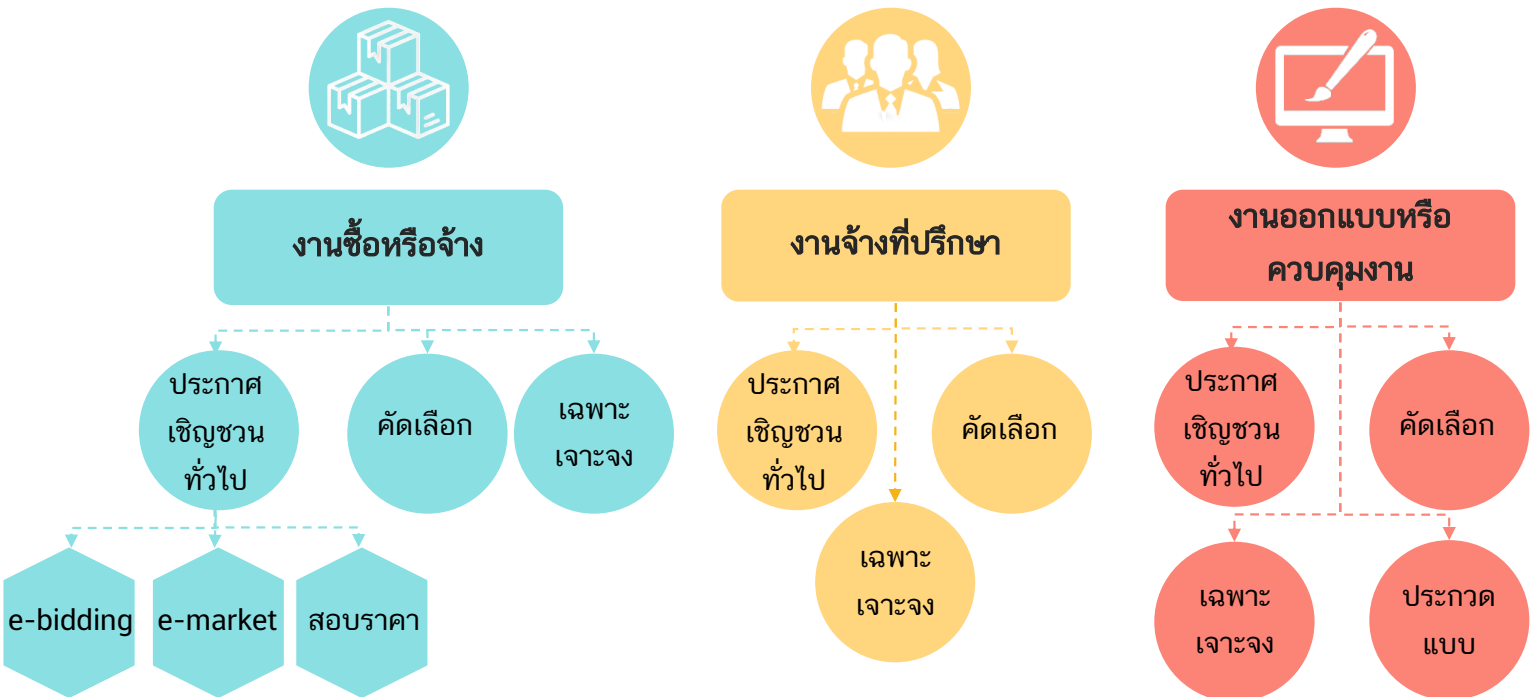 งานซื้อหรือจ้าง
ประกาศ
เชิญชวน
ทั่วไป
คัดเลือก
เฉพาะ
เจาะจง
e-bidding
e-market
สอบราคา
งานจ้างที่ปรึกษา
ประกาศ
เชิญชวน
ทั่วไป
คัดเลือก
เฉพาะ
เจาะจง
งานออกแบบหรือ
ควบคุมงาน
ประกาศ
เชิญชวน
ทั่วไป
คัดเลือก
เฉพาะ
เจาะจง
ประกวด
แบบ